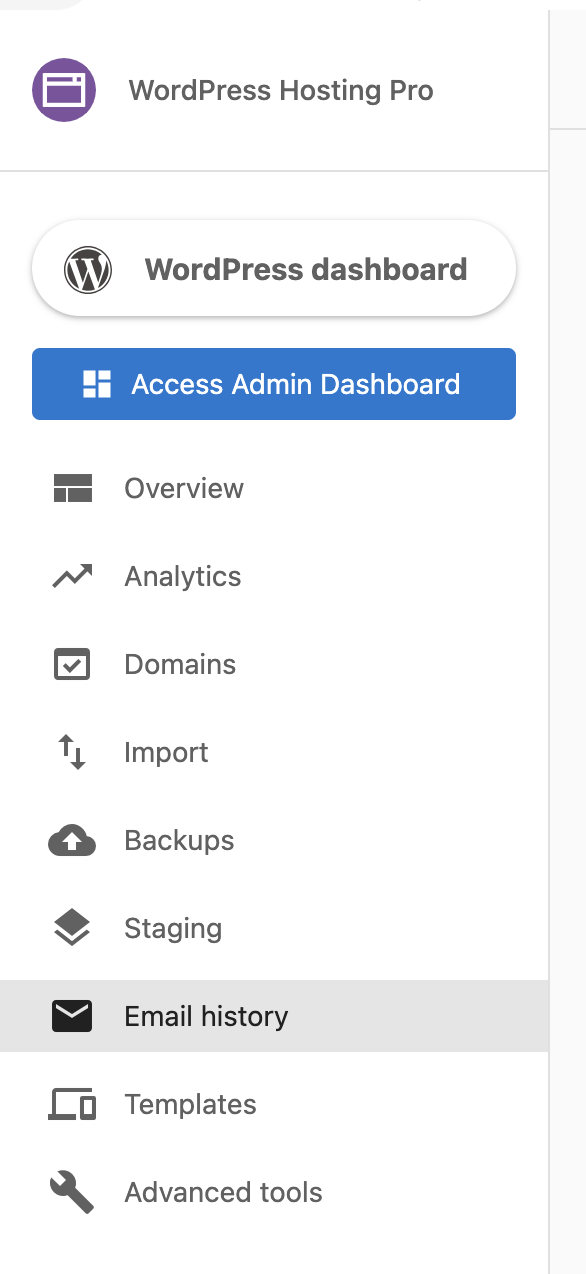 WordPress Hosting Pro
WordPress dashboard
Access Admin Dashboard
Overview
Analytics
Domains
Import
Backups
Staging
Email history
Templates
Advanced tools